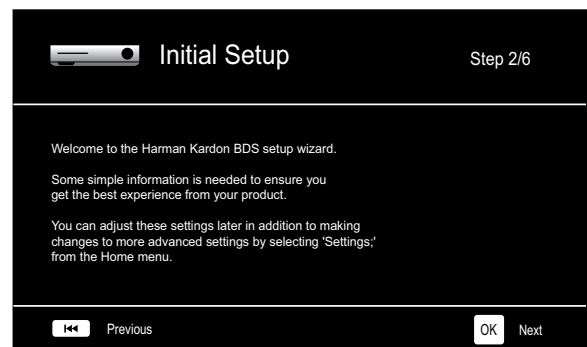 Initial Setup
Step 2/6
Welcome to the Harman Kardon BDS setup wizard.
Some simple information is needed to ensure you
get the best experience from your product.
You can adjust these settings later in addition to making
changes to more advanced settings by selecting 'Settings;'
from the Home menu.
Previous
OK Next